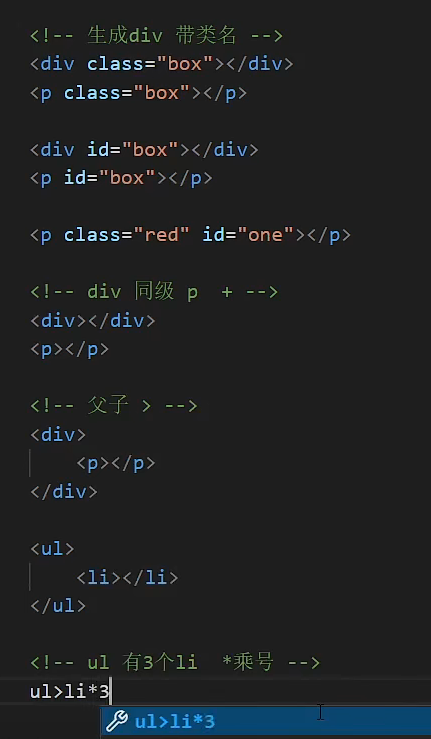 <!-- 生成div 带类名 -->
<div class="box"></div>
<p class="box"></p>
<div id="box"></div>
<p id="box"></p>
<p class="red" id="one"></p>
<!-- div 同级 p  + -->
<div></div>
<p></p>
<!-- 父子 > -->
<div>
    <p></p>
</div>
<ul>
    <li></li>
</ul>
<!-- ul 有3个li  *乘号 -->
ul>li*3
ul>li*3